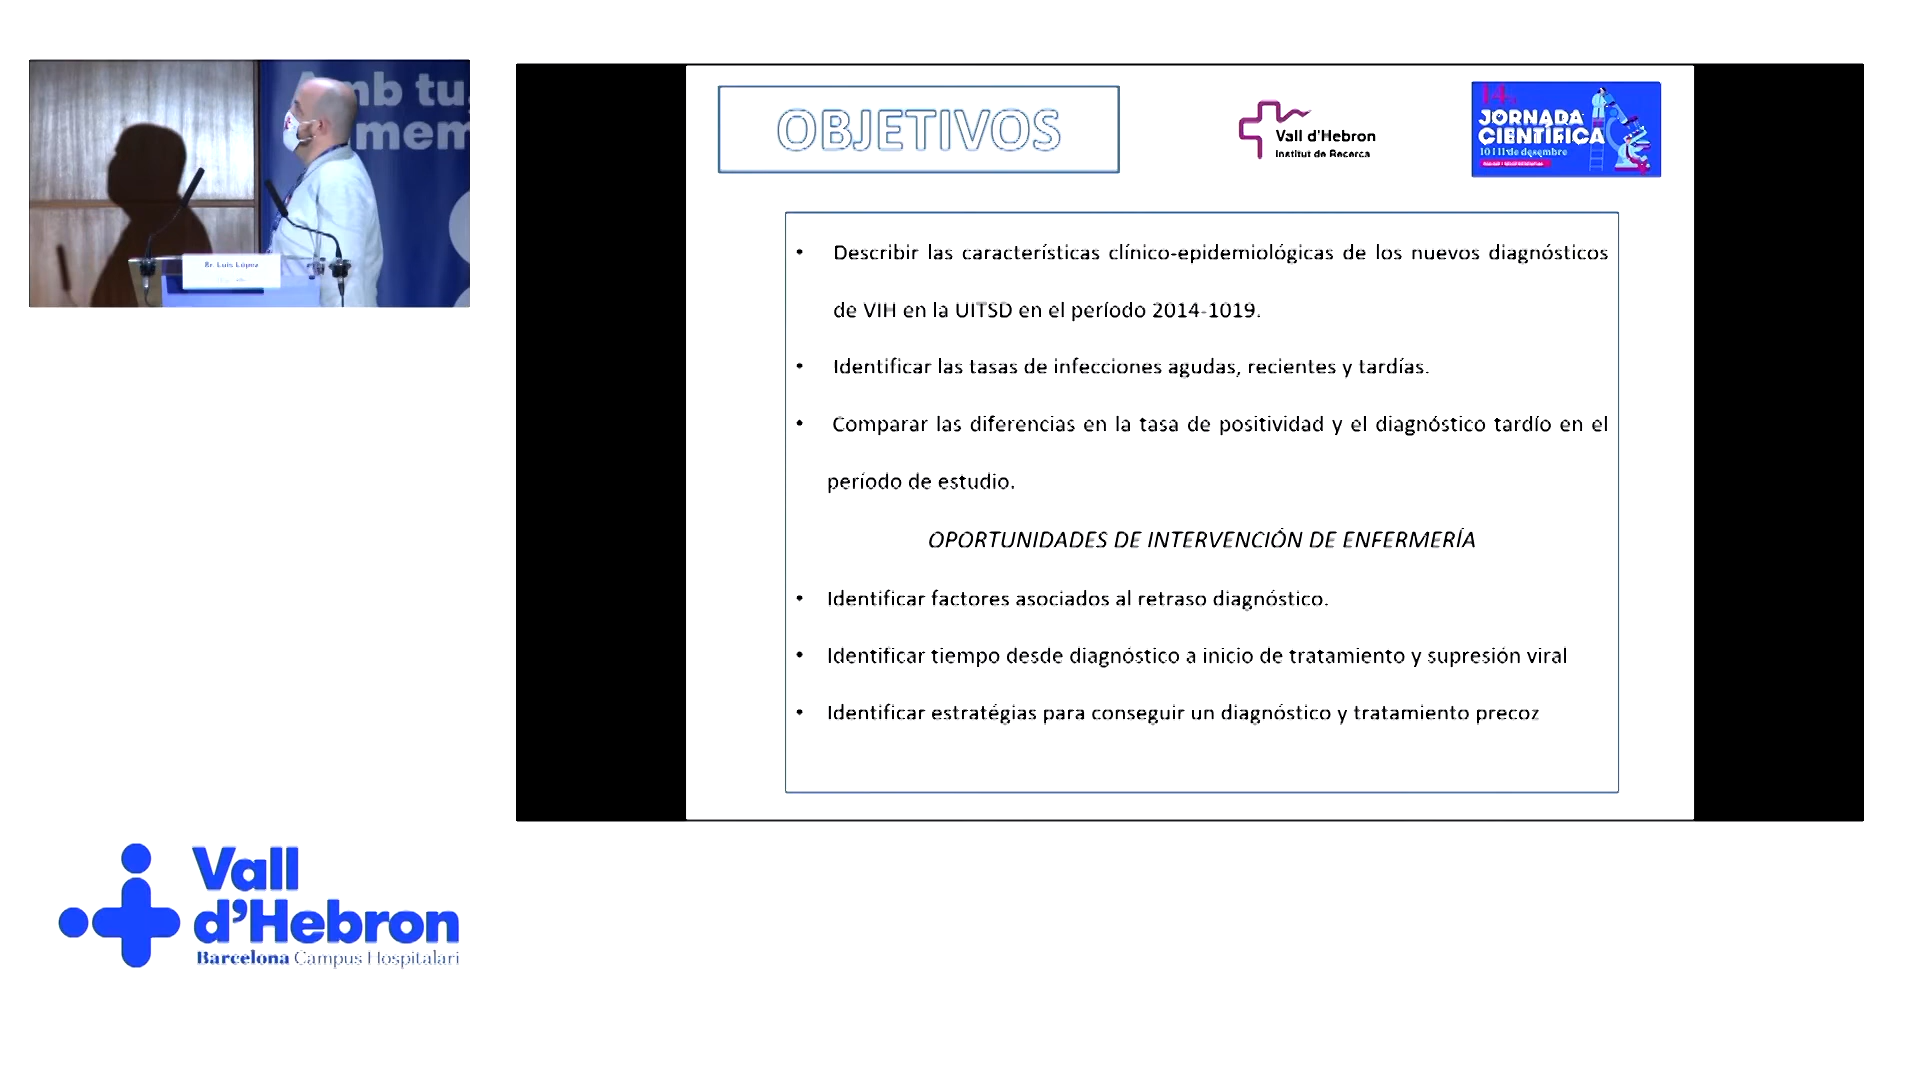 Amb tu,
mem
Sr. Luis López
OBJETIVOS
Vall d'Hebron
Institut de Recerca
14a
JORNADA
CIENTÍFICA
10 i 11 de desembre
• Describir las características clínico-epidemiológicas de los nuevos diagnósticos
de VIH en la UITSD en el período 2014-1019.
• Identificar las tasas de infecciones agudas, recientes y tardías.
• Comparar las diferencias en la tasa de positividad y el diagnóstico tardío en el
período de estudio.
OPORTUNIDADES DE INTERVENCIÓN DE ENFERMERÍA
• Identificar factores asociados al retraso diagnóstico.
• Identificar tiempo desde diagnóstico a inicio de tratamiento y supresión viral
• Identificar estratégias para conseguir un diagnóstico y tratamiento precoz
Vall
d'Hebron
Barcelona Campus Hospitalari